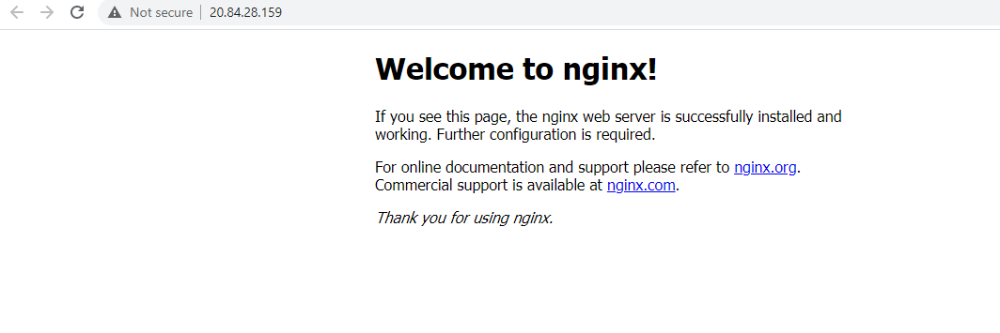 Not secure | 20.84.28.159
Welcome to nginx!
If you see this page, the nginx web server is successfully installed and
working. Further configuration is required.
For online documentation and support please refer to nginx.org.
Commercial support is available at nginx.com.
Thank you for using nginx.